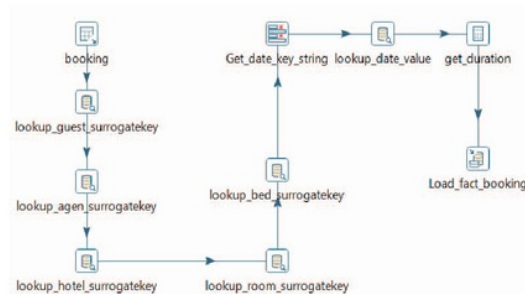 booking
lookup_guest_surrogatekey
lookup_agen_surrogatekey
lookup_hotel_surrogatekey
lookup_room_surrogatekey
lookup_bed_surrogatekey
Get_date_key_string
lookup_date_value
get_duration
Load_fact_booking